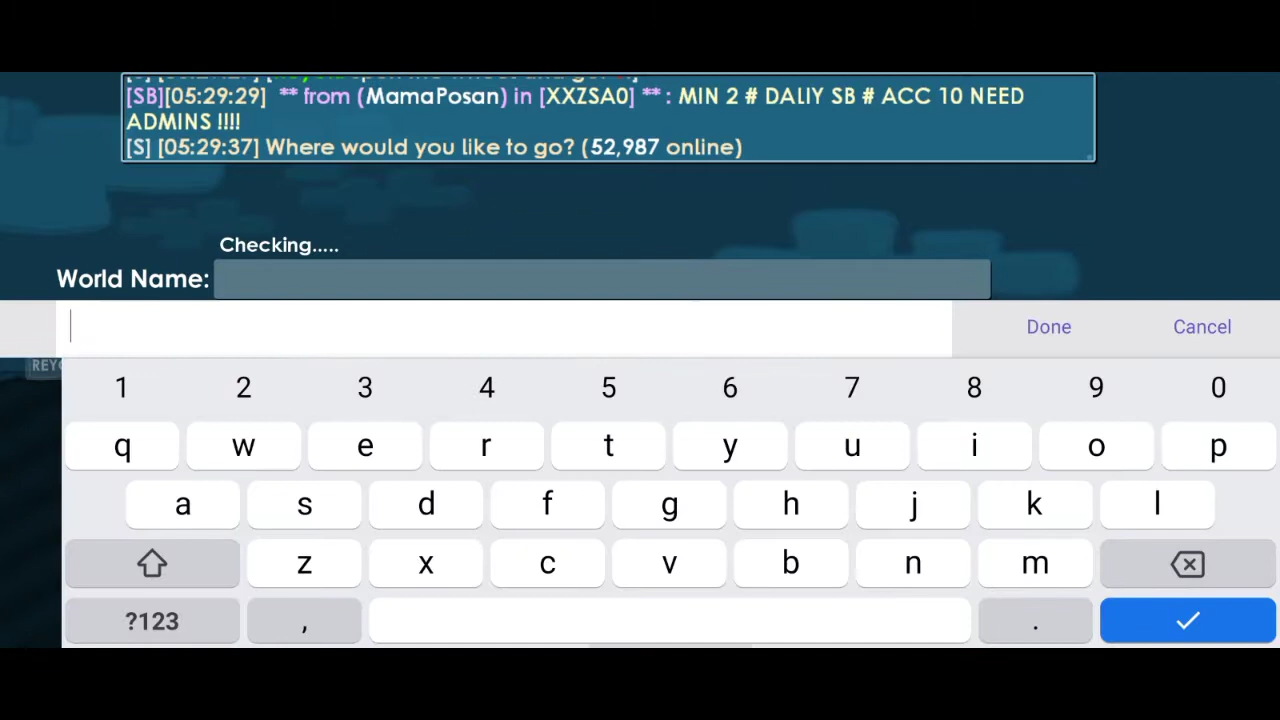 [SB][05:29:29] ** from (MamaPosan) in [XXZSA0] ** : MIN 2 # DALIY SB # ACC 10 NEED
ADMINS !!!!
[S] [05:29:37] Where would you like to go? (52,987 online)
Checking.....
World Name:
Done Cancel
1 2 3 4 5 6 7 8 9 0
q w e r t y u i o p
a s d f g h j k l
z x c v b n m
?123 , .